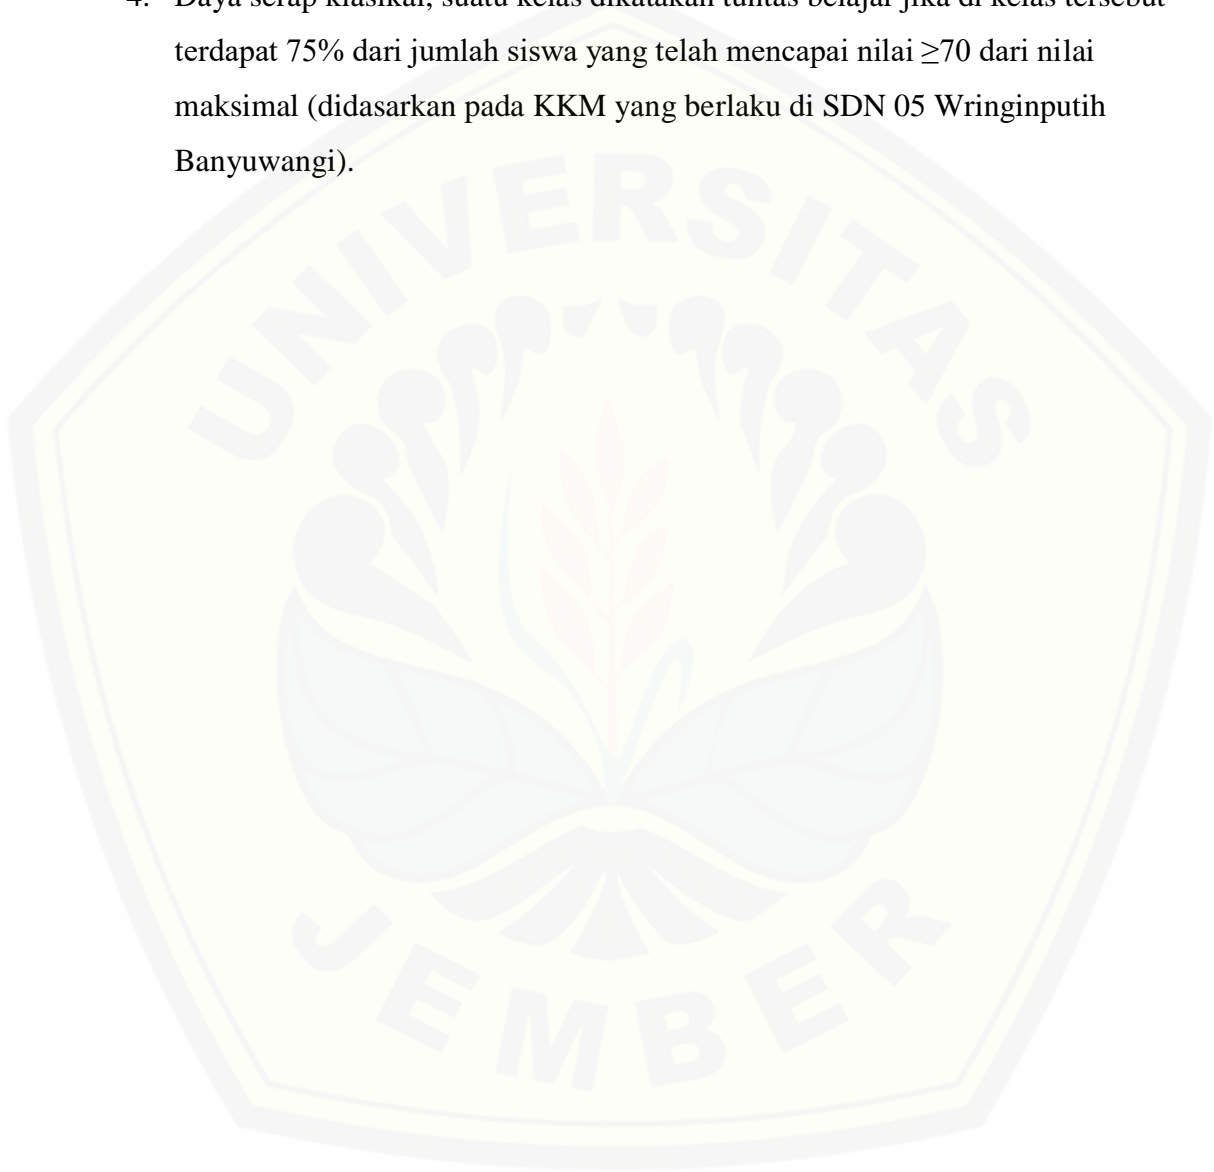 4. Daya serap klasikal, suatu kelas dikatakan tuntas belajar jika di kelas tersebut
terdapat 75% dari jumlah siswa yang telah mencapai nilai ≥70 dari nilai
maksimal (didasarkan pada KKM yang berlaku di SDN 05 Wringinputih
Banyuwangi).
UNIVERSITAS
JEMBER